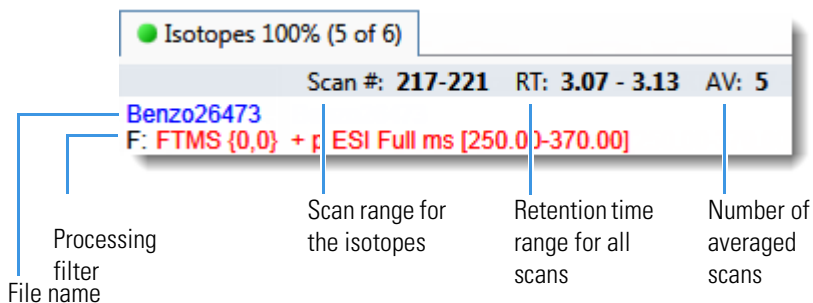 Isotopes 100% (5 of 6)
Scan #: 217-221 RT: 3.07 - 3.13 AV: 5
Benzo26473
F: FTMS {0,0} + p ESI Full ms [250.00-370.00]
Processing
filter
File name
Scan range for
the isotopes
Retention time
range for all
scans
Number of
averaged
scans